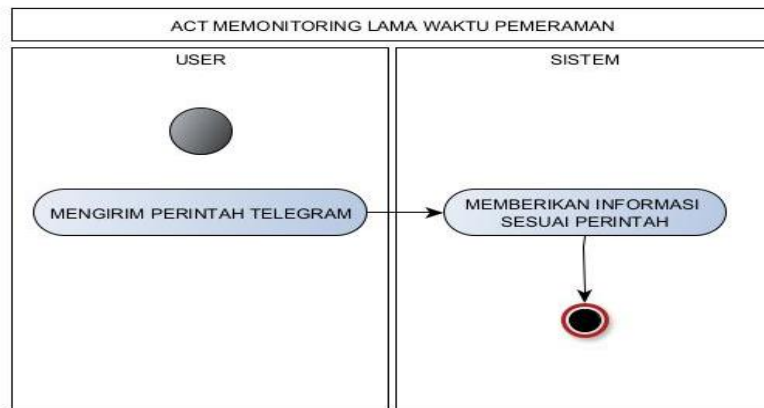 ACT MEMONITORING LAMA WAKTU PEMERAMAN
USER
SISTEM
MENGIRIM PERINTAH TELEGRAM
MEMBERIKAN INFORMASI
SESUAI PERINTAH